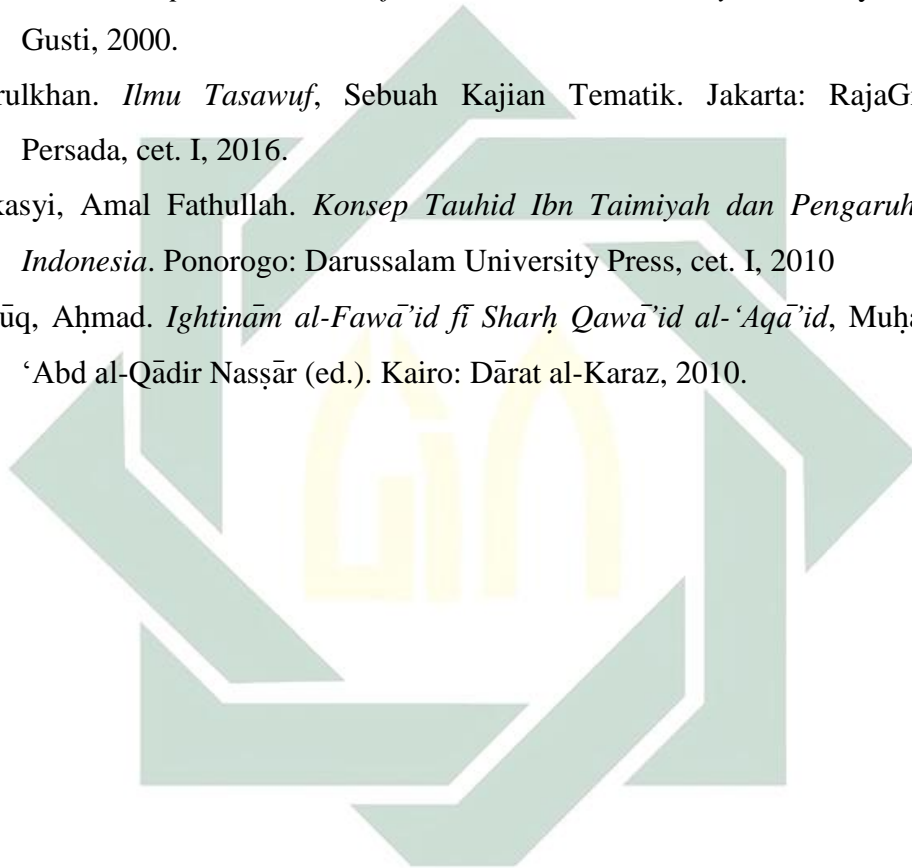 Gusti, 2000.
rulkhan. Ilmu Tasawuf, Sebuah Kajian Tematik. Jakarta:
Persada, cet. I, 2016.
kasyi, Amal Fathullah. Konsep Tauhid Ibn Taimiyah dan Pengaruh
Indonesia. Ponorogo: Darussalam University Press, cet. I, 2010
ūq, Aḥmad. Ightinām al-Fawā’id fī Sharḥ Qawā’id al-‘Aqā’id,
‘Abd al-Qādir Naṣṣār (ed.). Kairo: Dārat al-Karaz, 2010.